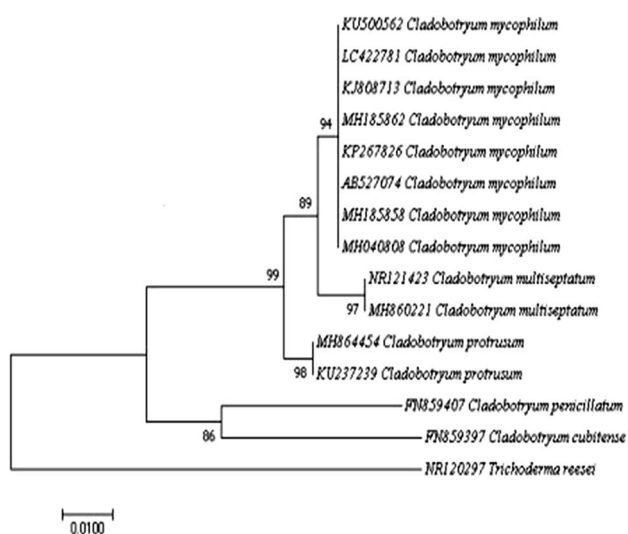 KU500562 Cladobotryum mycophilum
LC422781 Cladobotryum mycophilum
KJ808713 Cladobotryum mycophilum
94
MH185862 Cladobotryum mycophilum
KP267826 Cladobotryum mycophilum
AB527074 Cladobotryum mycophilum
89
MH185858 Cladobotryum mycophilum
MH040808 Cladobotryum mycophilum
99
NR121423 Cladobotryum multiseptatum
97
MH860221 Cladobotryum multiseptatum
MH864454 Cladobotryum protrusum
98
KU237239 Cladobotryum protrusum
FN859407 Cladobotryum penicillatum
86
FN859397 Cladobotryum cubitense
NR120297 Trichoderma reesei
0.0100